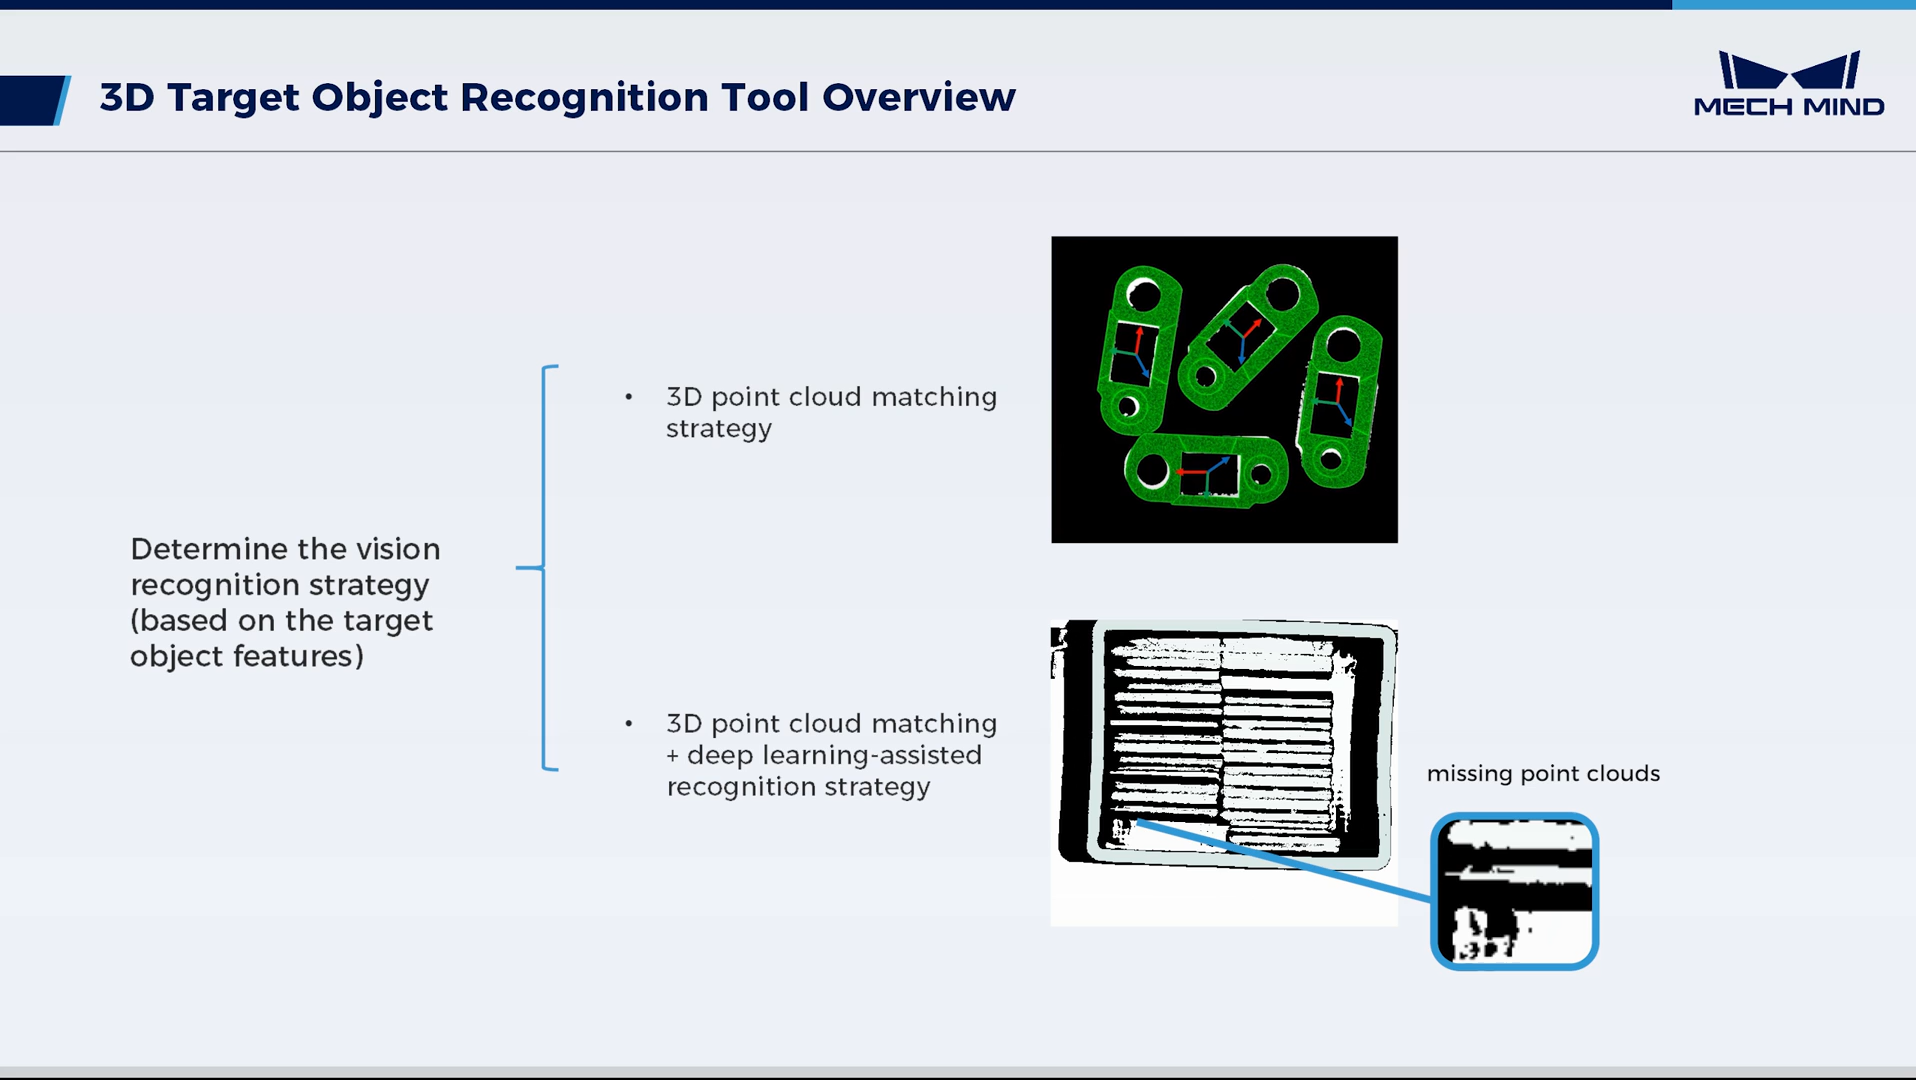 3D Target Object Recognition Tool Overview
MECH MIND
Determine the vision
recognition strategy
(based on the target
object features)
• 3D point cloud matching
strategy
• 3D point cloud matching
+ deep learning-assisted
recognition strategy
missing point clouds